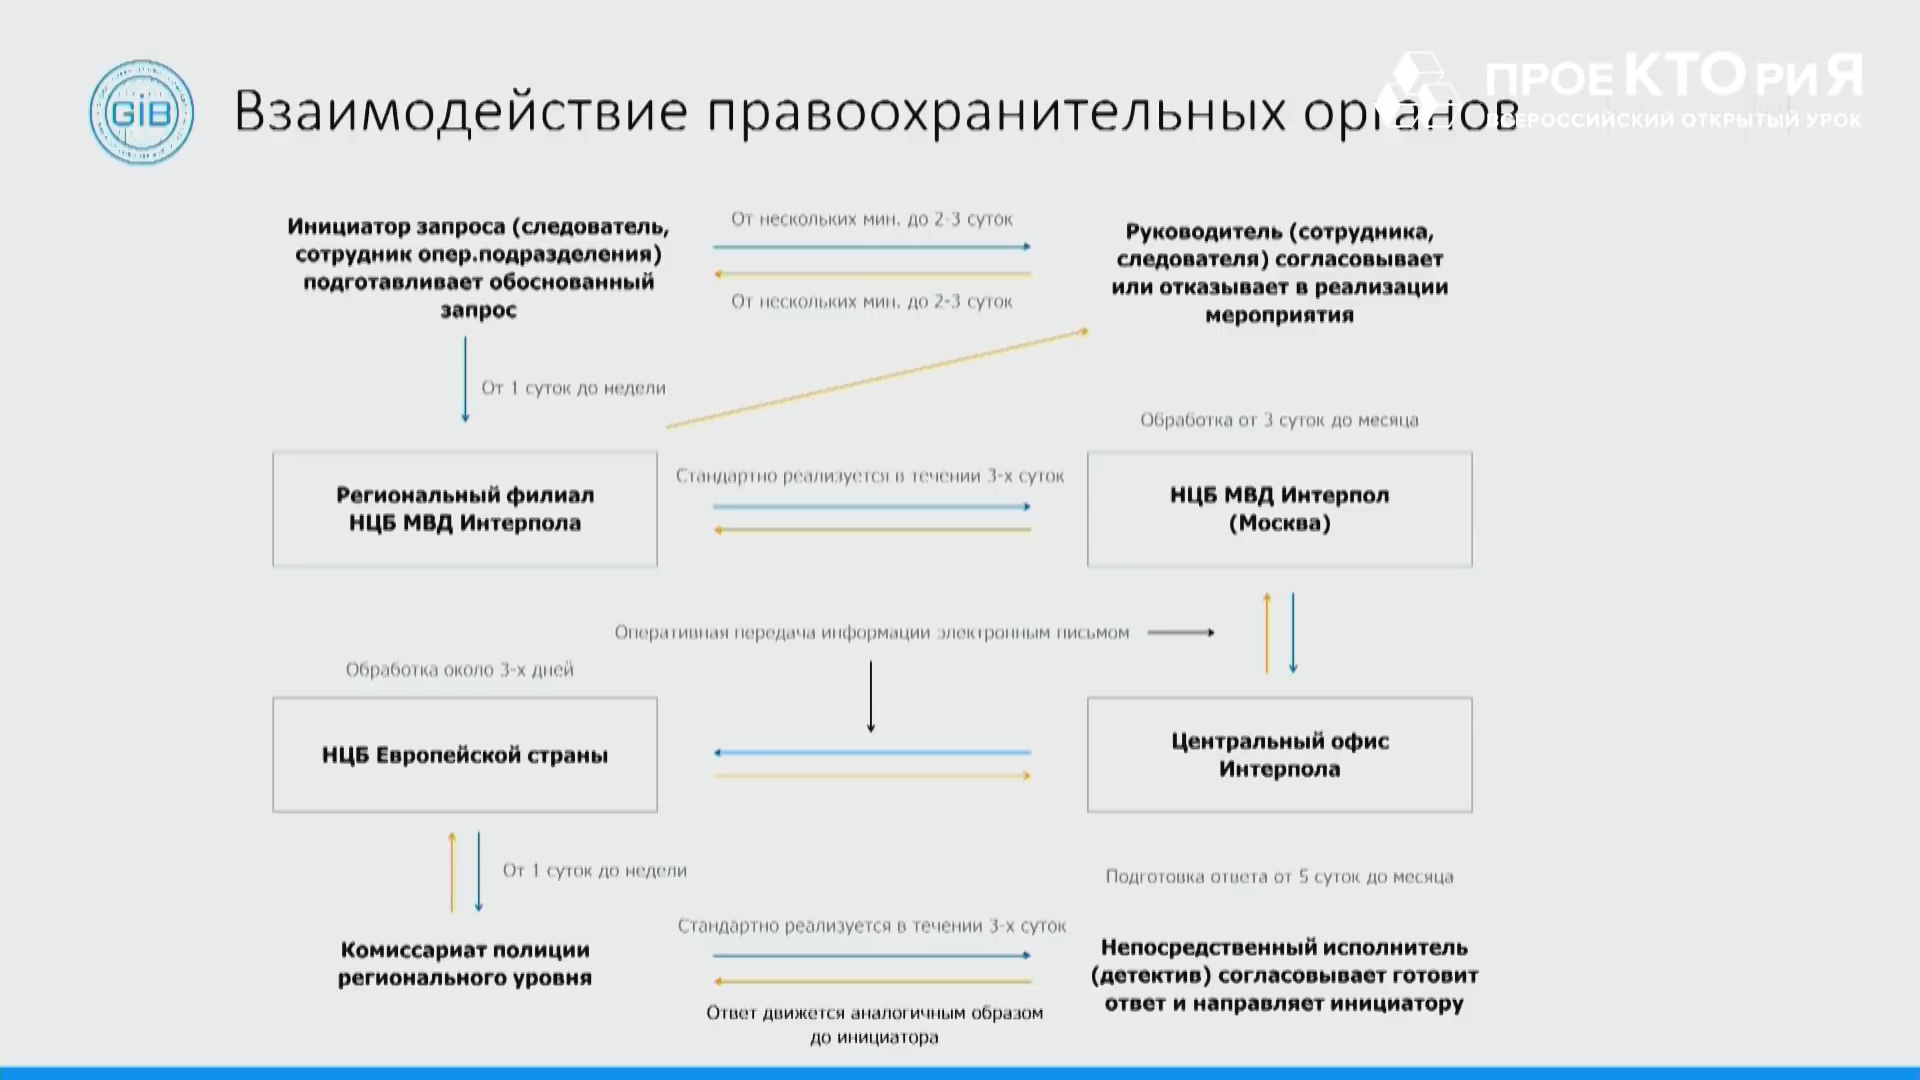 GIB
Взаимодействие правоохранительных органов
ПРОЕКТОРИЯ
ВСЕРОССИЙСКИЙ ОТКРЫТЫЙ УРОК
Инициатор запроса (следователь,
сотрудник опер.подразделения)
подготавливает обоснованный
запрос
От нескольких мин. до 2-3 суток
От нескольких мин. до 2-3 суток
Руководитель (сотрудника,
следователя) согласовывает
или отказывает в реализации
мероприятия
От 1 суток до недели
Обработка от 3 суток до месяца
Региональный филиал
НЦБ МВД Интерпола
Стандартно реализуется в течении 3-х суток
НЦБ МВД Интерпол
(Москва)
Оперативная передача информации электронным письмом
Обработка около 3-х дней
НЦБ Европейской страны
Центральный офис
Интерпола
От 1 суток до недели
Подготовка ответа от 5 суток до месяца
Комиссариат полиции
регионального уровня
Стандартно реализуется в течении 3-х суток
Ответ движется аналогичным образом
до инициатора
Непосредственный исполнитель
(детектив) согласовывает готовит
ответ и направляет инициатору